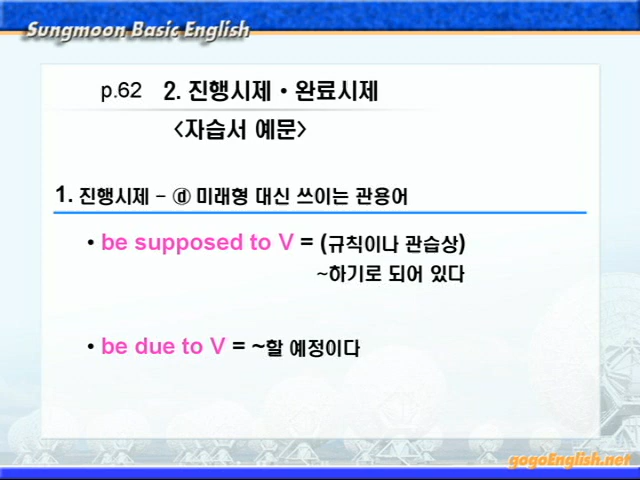 Sungmoon Basic English
p.62 2. 진행시제 · 완료시제
<자습서 예문>
1. 진행시제 – ⓓ 미래형 대신 쓰이는 관용어
• be supposed to V = (규칙이나 관습상)
~하기로 되어 있다
• be due to V = ~할 예정이다
gogoEnglish.net